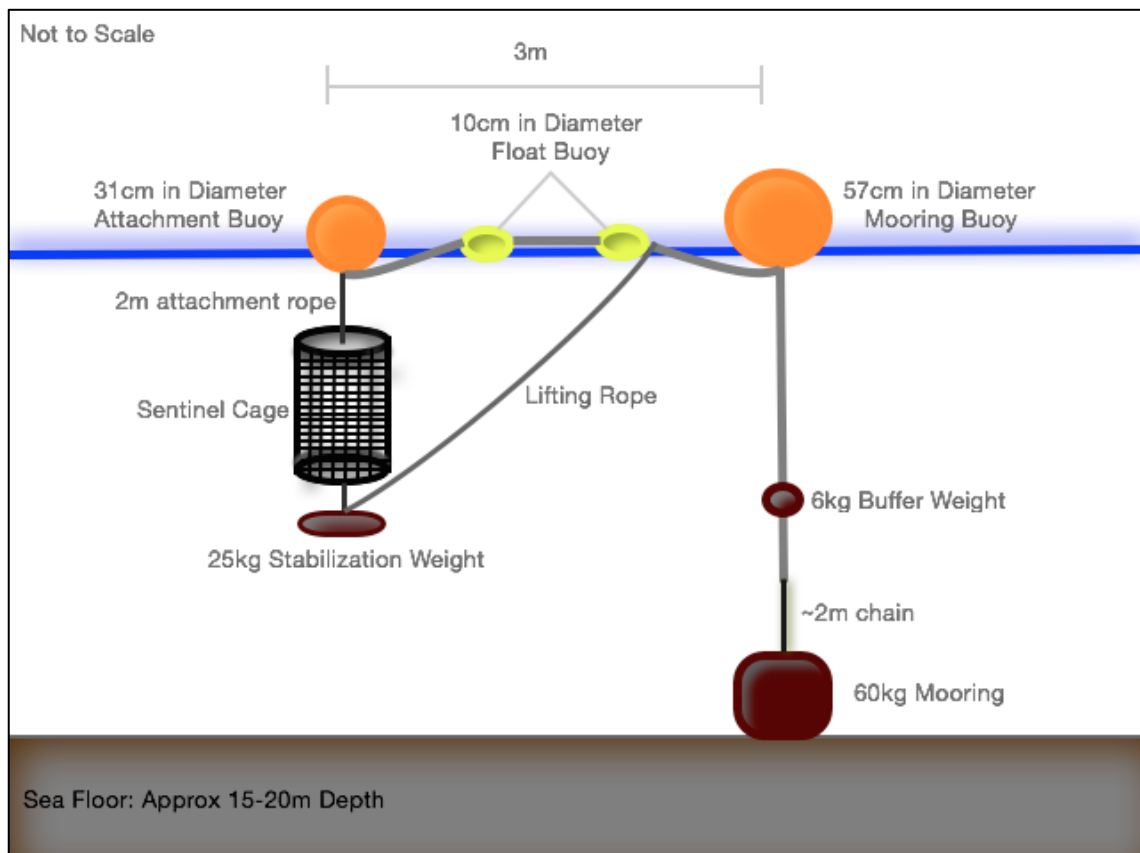 Not to Scale
3m
10cm in Diameter
Float Buoy
31cm in Diameter
Attachment Buoy
57cm in Diameter
Mooring Buoy
2m attachment rope
Sentinel Cage
Lifting Rope
6kg Buffer Weight
25kg Stabilization Weight
~2m chain
60kg Mooring
Sea Floor: Approx 15-20m Depth